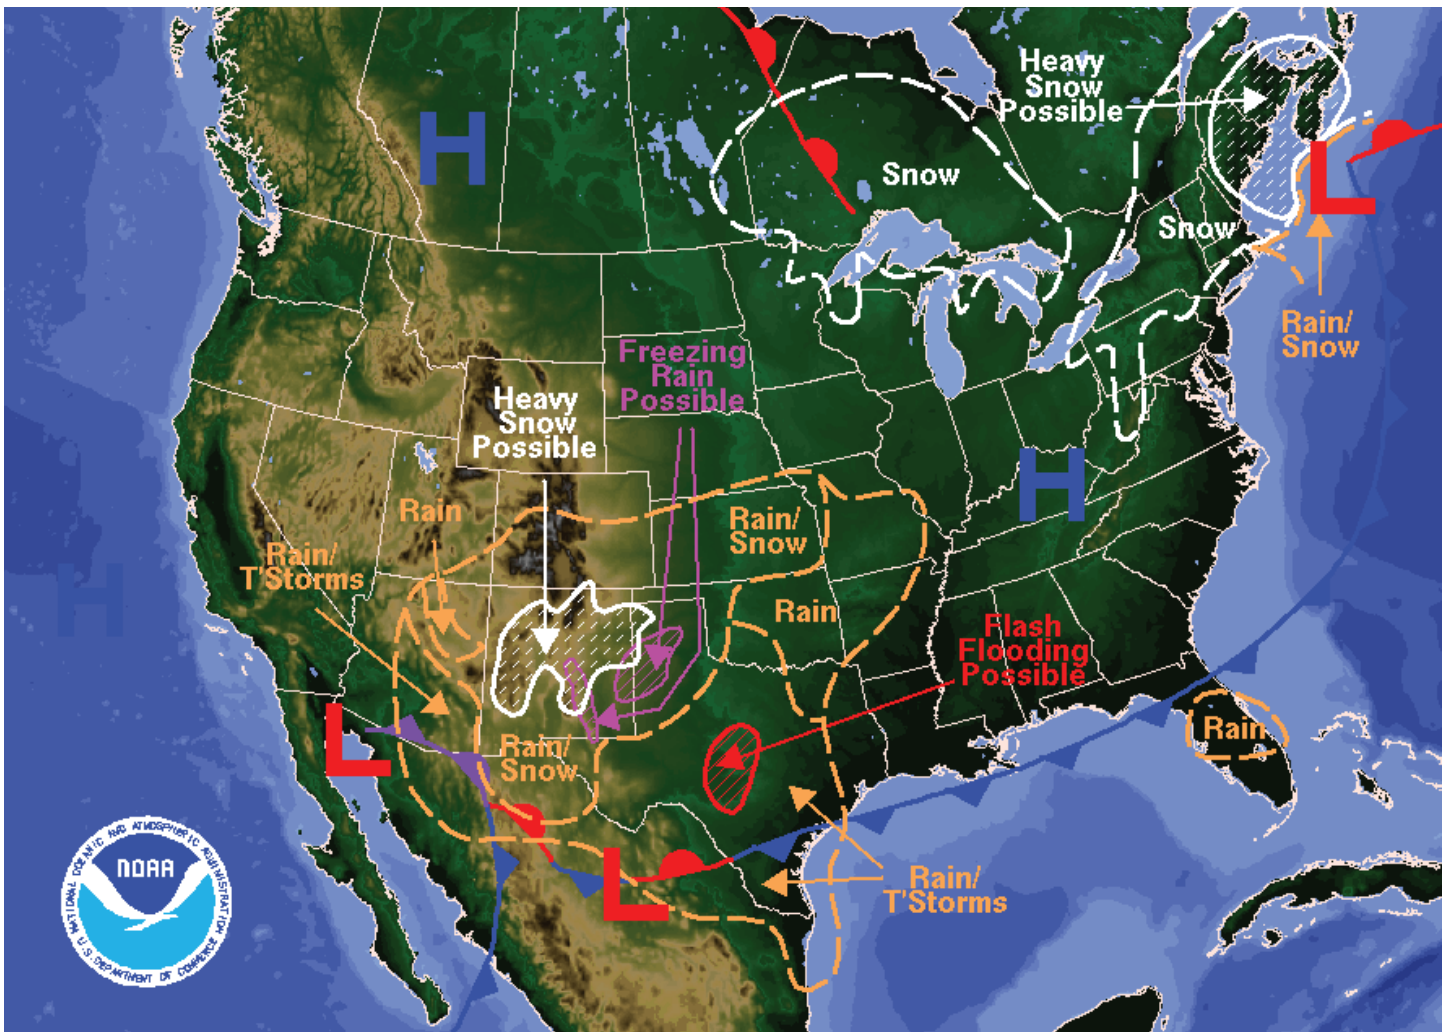 Heavy
Snow
Possible
H
Snow
L
Snow
Rain/
Snow
Freezing
Rain
Possible
Heavy
Snow
Possible
H
Rain
Rain/
Snow
Rain/
T'Storms
H
Rain
Flash
Flooding
Possible
L
Rain/
Snow
Rain
L
Rain/
T'Storms
NATIONAL OCEANIC AND ATMOSPHERIC ADMINISTRATION
NOAA
U.S. DEPARTMENT OF COMMERCE